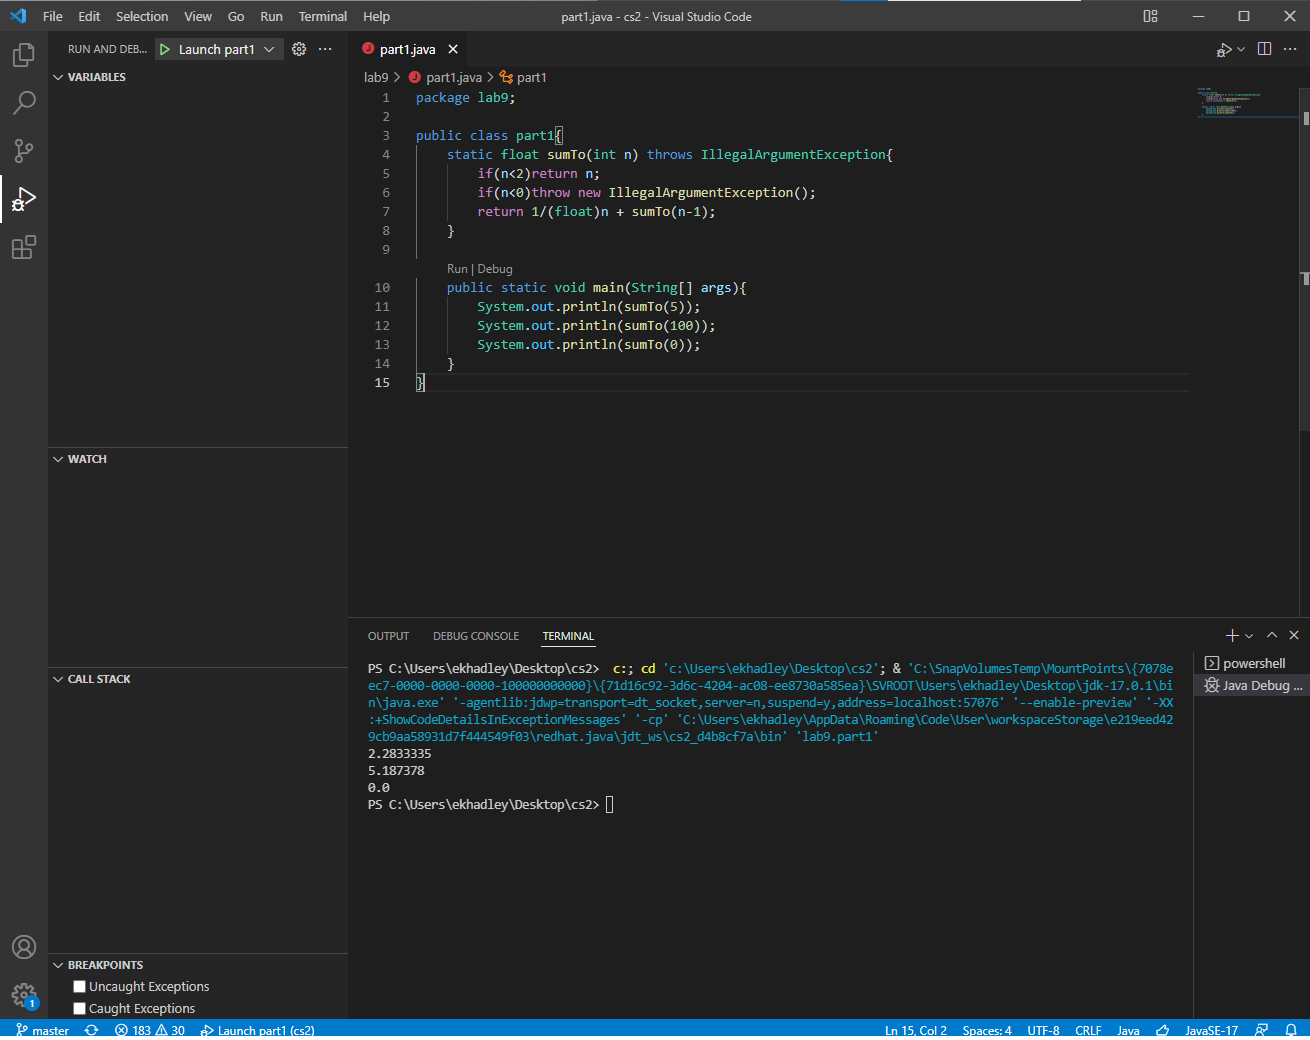 File Edit Selection View Go Run Terminal Help part1.java - cs2 - Visual Studio Code
RUN AND DEB... Launch part1 ...
VARIABLES
WATCH
CALL STACK
BREAKPOINTS
Uncaught Exceptions
Caught Exceptions
part1.java
lab9 > part1.java > part1
1 package lab9;
2
3 public class part1{
4 static float sumTo(int n) throws IllegalArgumentException{
5 if(n<2)return n;
6 if(n<0)throw new IllegalArgumentException();
7 return 1/(float)n + sumTo(n-1);
8 }
9
Run | Debug
10 public static void main(String[] args){
11 System.out.println(sumTo(5));
12 System.out.println(sumTo(100));
13 System.out.println(sumTo(0));
14 }
15 }
OUTPUT DEBUG CONSOLE TERMINAL
PS C:\Users\ekhadley\Desktop\cs2> c:; cd 'c:\Users\ekhadley\Desktop\cs2'; & 'C:\SnapVolumesTemp\MountPoints\{7078e
ec7-0000-0000-0000-100000000000}\{71d16c92-3d6c-4204-ac08-ee8730a585ea}\SVROOT\Users\ekhadley\Desktop\jdk-17.0.1\bi
n\java.exe' '-agentlib:jdwp=transport=dt_socket,server=n,suspend=y,address=localhost:57076' '--enable-preview' '-XX
:+ShowCodeDetailsInExceptionMessages' '-cp' 'C:\Users\ekhadley\AppData\Roaming\Code\User\workspaceStorage\e219eed42
9cb9aa58931d7f444549f03\redhat.java\jdt_ws\cs2_d4b8cf7a\bin' 'lab9.part1'
2.2833335
5.187378
0.0
PS C:\Users\ekhadley\Desktop\cs2>
powershell
Java Debug ...
1
master 183 30 Launch part1 (cs2) Ln 15, Col 2 Spaces: 4 UTF-8 CRLF Java JavaSE-17